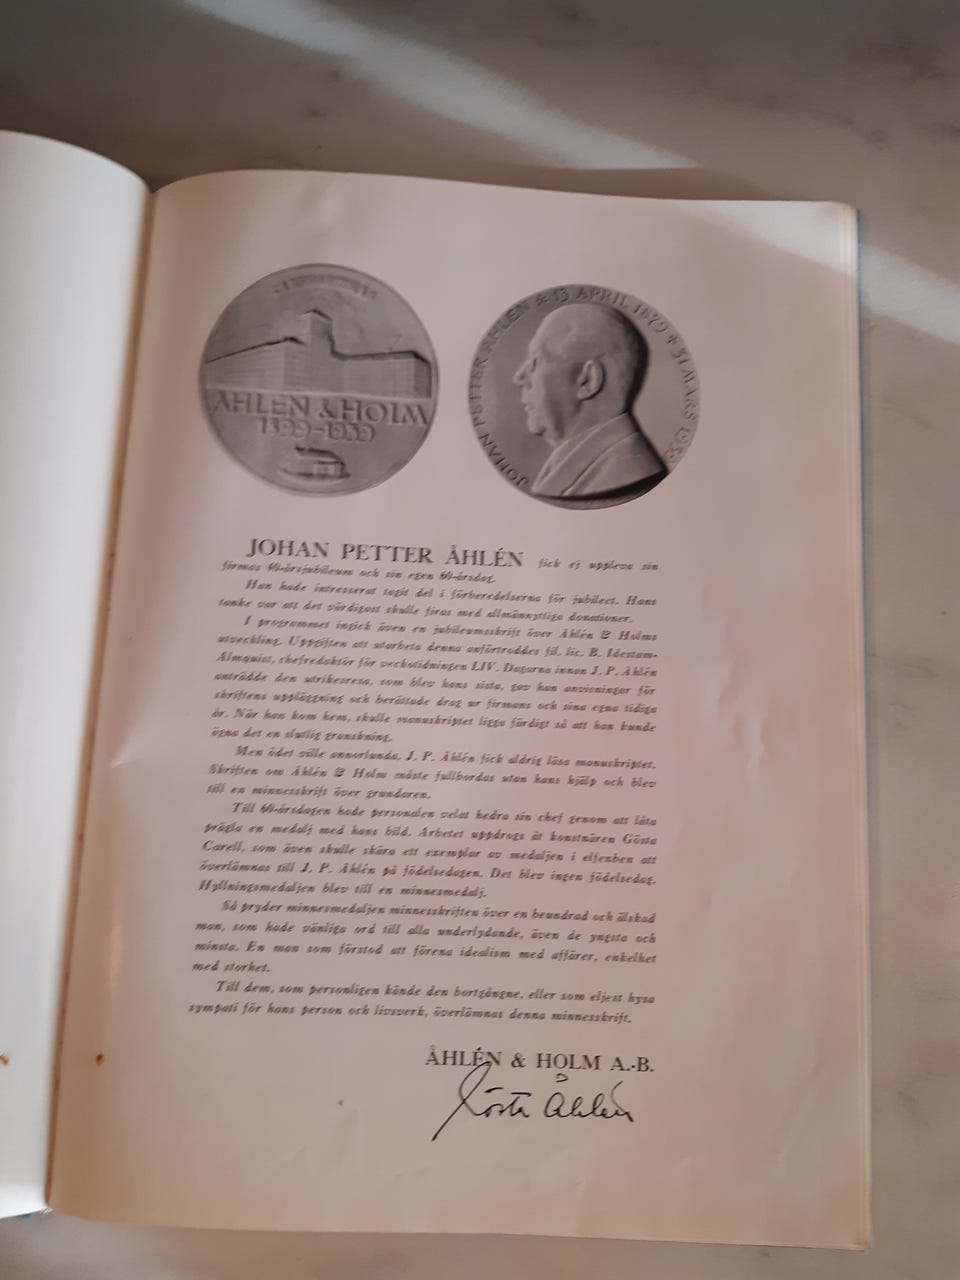 ÅHLÉN & HOLM
1899-1939
JOHAN PETTER ÅHLÉN ☆ 13 APRIL 1879 + 31 MARS 1939
JOHAN PETTER ÅHLÉN fick ej uppleva sin
firmas 40-årsjubileum och sin egen 60-årsdag.
Han hade intresserat tagit del i förberedelserna för jubileet. Hans
tanke var att det värdigast skulle firas med allmännyttiga donationer.
I programmet ingick även en jubileumsskrift över Åhlén & Holms
utveckling. Uppgiften att utarbeta denna anförtroddes fil. lic. B. Idestam-
Almquist, chefredaktör för veckotidningen LIV. Dagarna innan J. P. Åhlén
anträdde den utrikesresa, som blev hans sista, gav han anvisningar för
skriftens uppläggning och berättade drag ur firmans och sina egna tidiga
år. När han kom hem, skulle manuskriptet ligga färdigt så att han kunde
ägna det en slutlig granskning.
Men ödet ville annorlunda. J. P. Åhlén fick aldrig läsa manuskriptet.
Skriften om Åhlén & Holm måste fullbordas utan hans hjälp och blev
till en minnesskrift över grundaren.
Till 60-årsdagen hade personalen velat hedra sin chef genom att låta
prägla en medalj med hans bild. Arbetet uppdrogs åt konstnären Gösta
Carell, som även skulle skära ett exemplar av medaljen i elfenben att
överlämnas till J. P. Åhlén på födelsedagen. Det blev ingen födelsedag.
Hyllningsmedaljen blev till en minnesmedalj.
Så pryder minnesmedaljen minnesskriften över en beundrad och älskad
man, som hade vänliga ord till alla underlydande, även de yngsta och
minsta. En man som förstod att förena idealism med affärer, enkelhet
med storhet.
Till dem, som personligen kände den bortgångne, eller som eljest hysa
sympati för hans person och livsverk, överlämnas denna minnesskrift.
ÅHLÉN & HOLM A.-B.
Gösta Åhlén